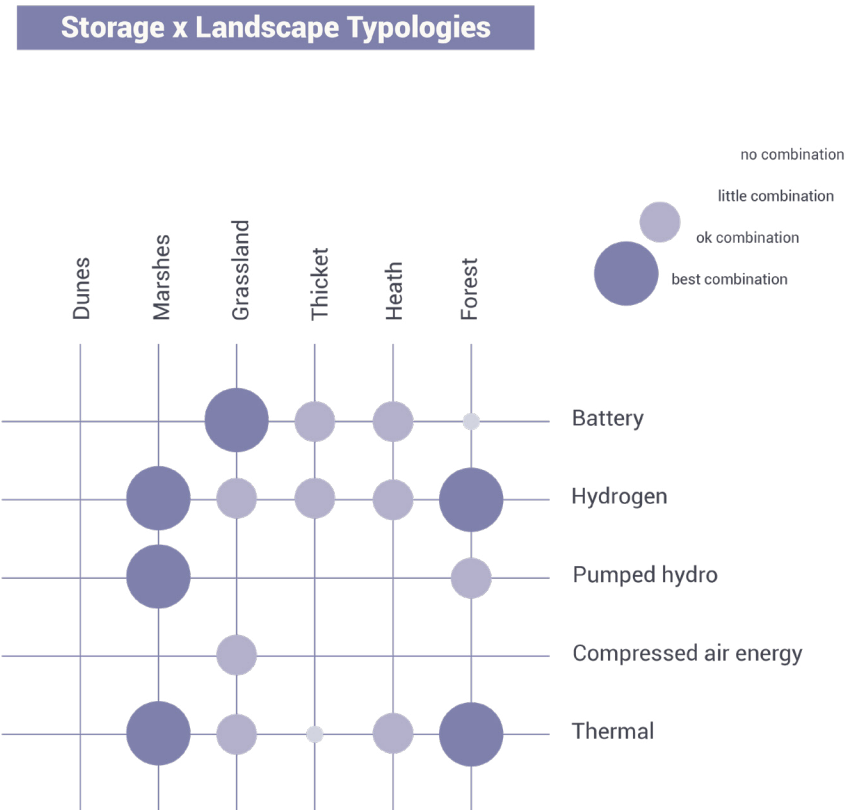 Storage x Landscape Typologies
no combination
little combination
ok combination
best combination
Dunes
Marshes
Grassland
Thicket
Heath
Forest
Battery
Hydrogen
Pumped hydro
Compressed air energy
Thermal